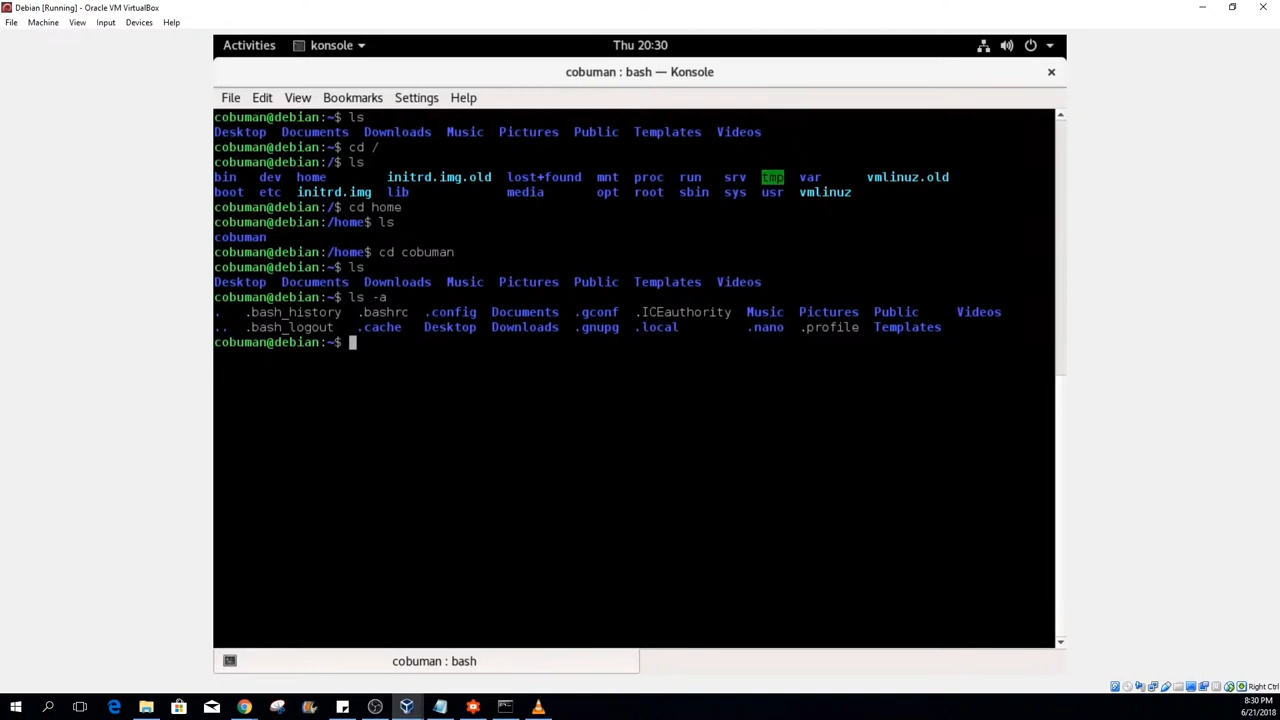 Debian [Running] - Oracle VM VirtualBox
File Machine View Input Devices Help
Activities konsole Thu 20:30
cobuman : bash — Konsole
File Edit View Bookmarks Settings Help
cobuman@debian:~$ ls
Desktop Documents Downloads Music Pictures Public Templates Videos
cobuman@debian:~$ cd /
cobuman@debian:/$ ls
bin dev home initrd.img.old lost+found mnt proc run srv tmp var vmlinuz.old
boot etc initrd.img lib media opt root sbin sys usr vmlinuz
cobuman@debian:/$ cd home
cobuman@debian:/home$ ls
cobuman
cobuman@debian:/home$ cd cobuman
cobuman@debian:~$ ls
Desktop Documents Downloads Music Pictures Public Templates Videos
cobuman@debian:~$ ls -a
. .bash_history .bashrc .config Documents .gconf .ICEauthority Music Pictures Public Videos
.. .bash_logout .cache Desktop Downloads .gnupg .local .nano .profile Templates
cobuman@debian:~$
cobuman : bash
Right Ctrl
8:30 PM
6/21/2018